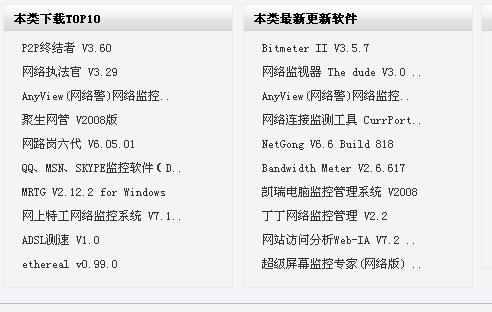 本类下载TOP10
P2P终结者 V3.60
网络执法官 V3.29
AnyView(网络警)网络监控..
聚生网管 V2008版
网路岗六代 V6.05.01
QQ、MSN、SKYPE监控软件(D..
MRTG V2.12.2 for Windows
网上特工网络监控系统 V7.1..
ADSL测速 V1.0
ethereal v0.99.0
本类最新更新软件
Bitmeter II V3.5.7
网络监视器 The dude V3.0 ..
AnyView(网络警)网络监控..
网络连接监测工具 CurrPort..
NetGong V6.6 Build 818
Bandwidth Meter V2.6.617
凯瑞电脑监控管理系统 V2008
丁丁网络监控管理 V2.2
网站访问分析Web-IA V7.2 ..
超级屏幕监控专家(网络版) ..